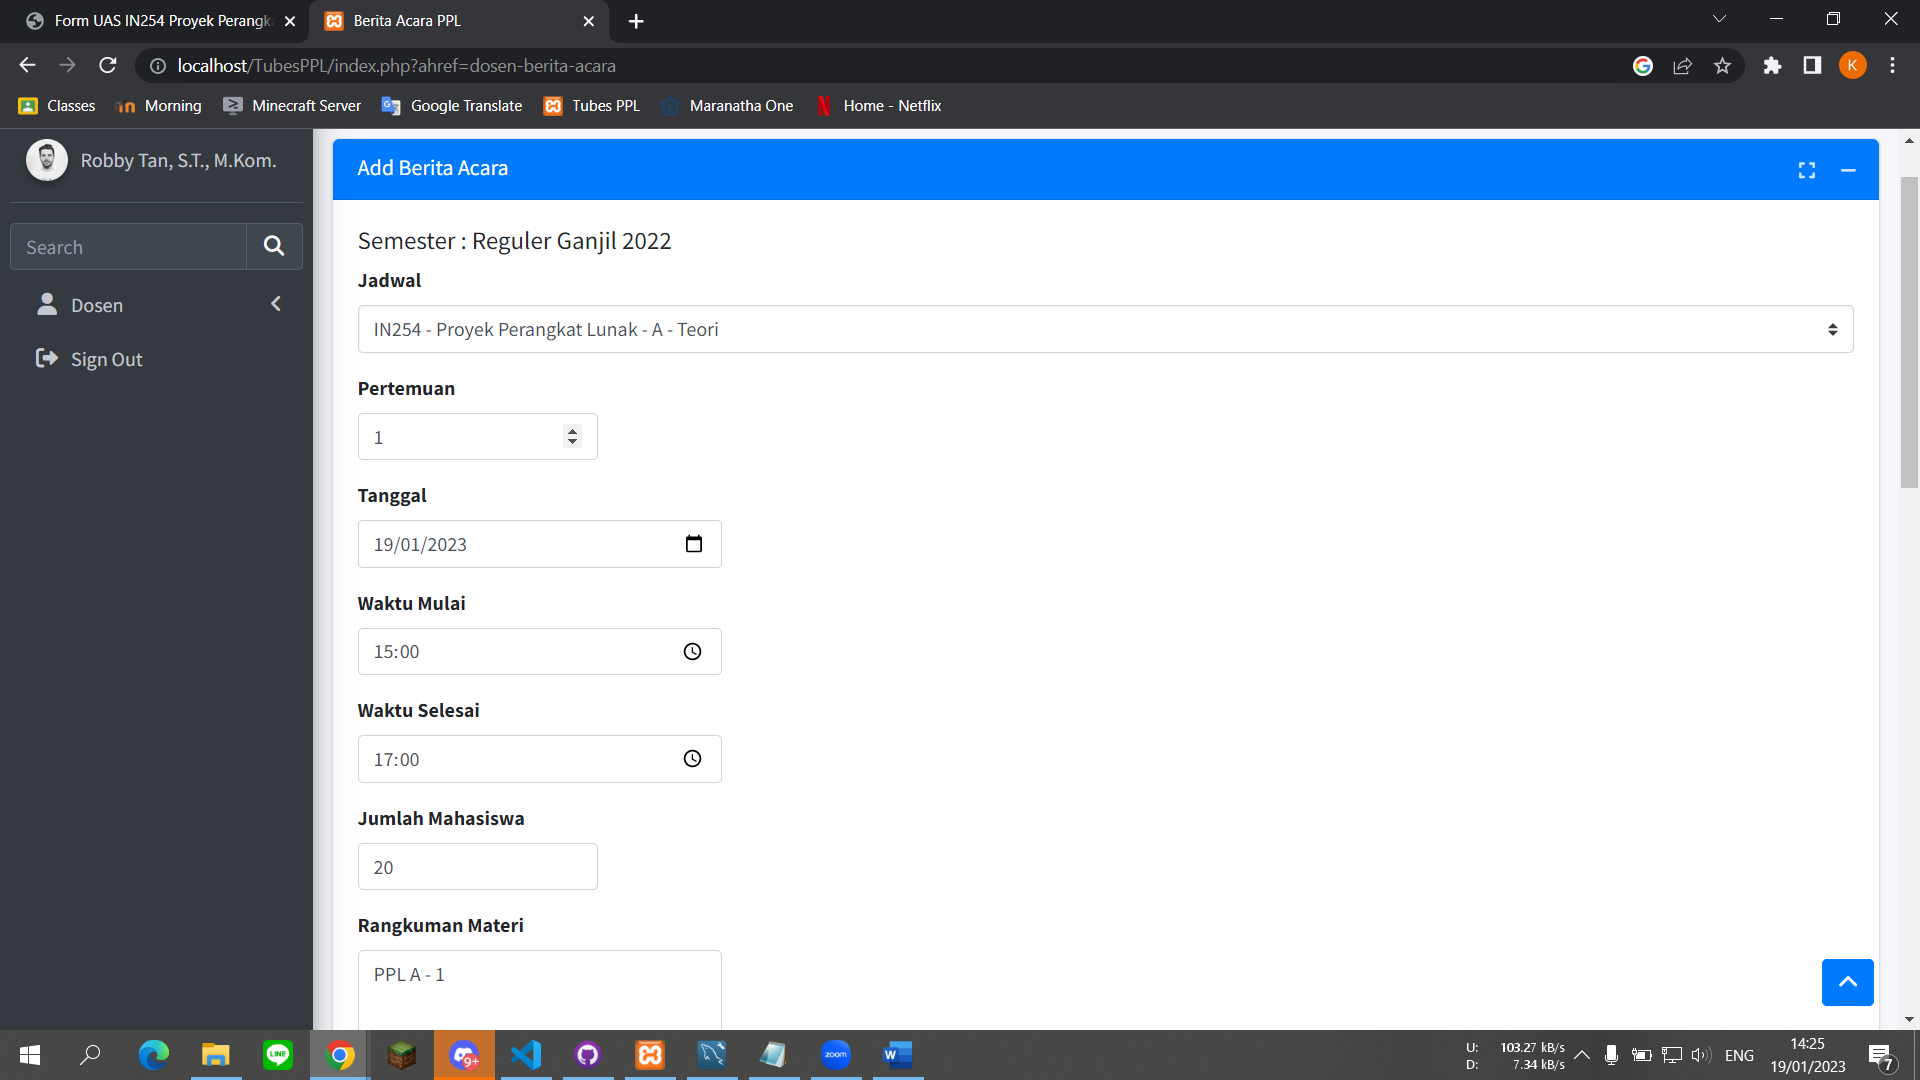 Form UAS IN254 Proyek Perangka
Berita Acara PPL
localhost/TubesPPL/index.php?ahref=dosen-berita-acara
K
Classes
Morning
Minecraft Server
Google Translate
Tubes PPL
Maranatha One
Home - Netflix
Robby Tan, S.T., M.Kom.
Search
Dosen
Sign Out
Add Berita Acara
Semester : Reguler Ganjil 2022
Jadwal
IN254 - Proyek Perangkat Lunak - A - Teori
Pertemuan
1
Tanggal
19/01/2023
Waktu Mulai
15:00
Waktu Selesai
17:00
Jumlah Mahasiswa
20
Rangkuman Materi
PPL A - 1
LINE
9+
zoom
W
U: 103.27 kB/s
D: 7.34 kB/s
ENG
14:25
19/01/2023
7